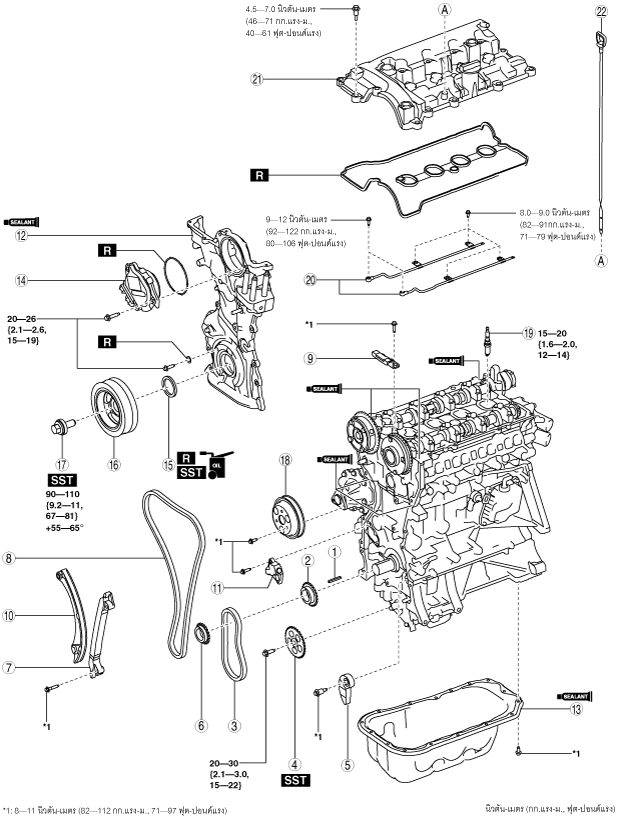 4.5—7.0 นิวตัน-เมตร
(46—71 กก.แรง-ม.,
40—61 ฟุต-ปอนด์แรง)
A
22
21
R
9—12 นิวตัน-เมตร
(92—122 กก.แรง-ม.,
80—106 ฟุต-ปอนด์แรง)
8.0—9.0 นิวตัน-เมตร
(82—91กก.แรง-ม.,
71—79 ฟุต-ปอนด์แรง)
A
SEALANT
12
R
14
20
20—26
{2.1—2.6,
15—19}
R
*1
9
SEALANT
19
15—20
{1.6—2.0,
12—14}
SEALANT
17
16
15
R
SST
OIL
18
SEALANT
SST
90—110
{9.2—11,
67—81}
+55—65°
8
*1
11
2
1
10
7
*1
6
3
20—30
{2.1—3.0,
15—22}
4
SST
5
*1
SEALANT
13
*1
*1; 8—11 นิวตัน-เมตร (82—112 กก.แรง-ม., 71—97 ฟุต-ปอนด์แรง)
นิวตัน-เมตร (กก.แรง-ม., ฟุต-ปอนด์แรง)